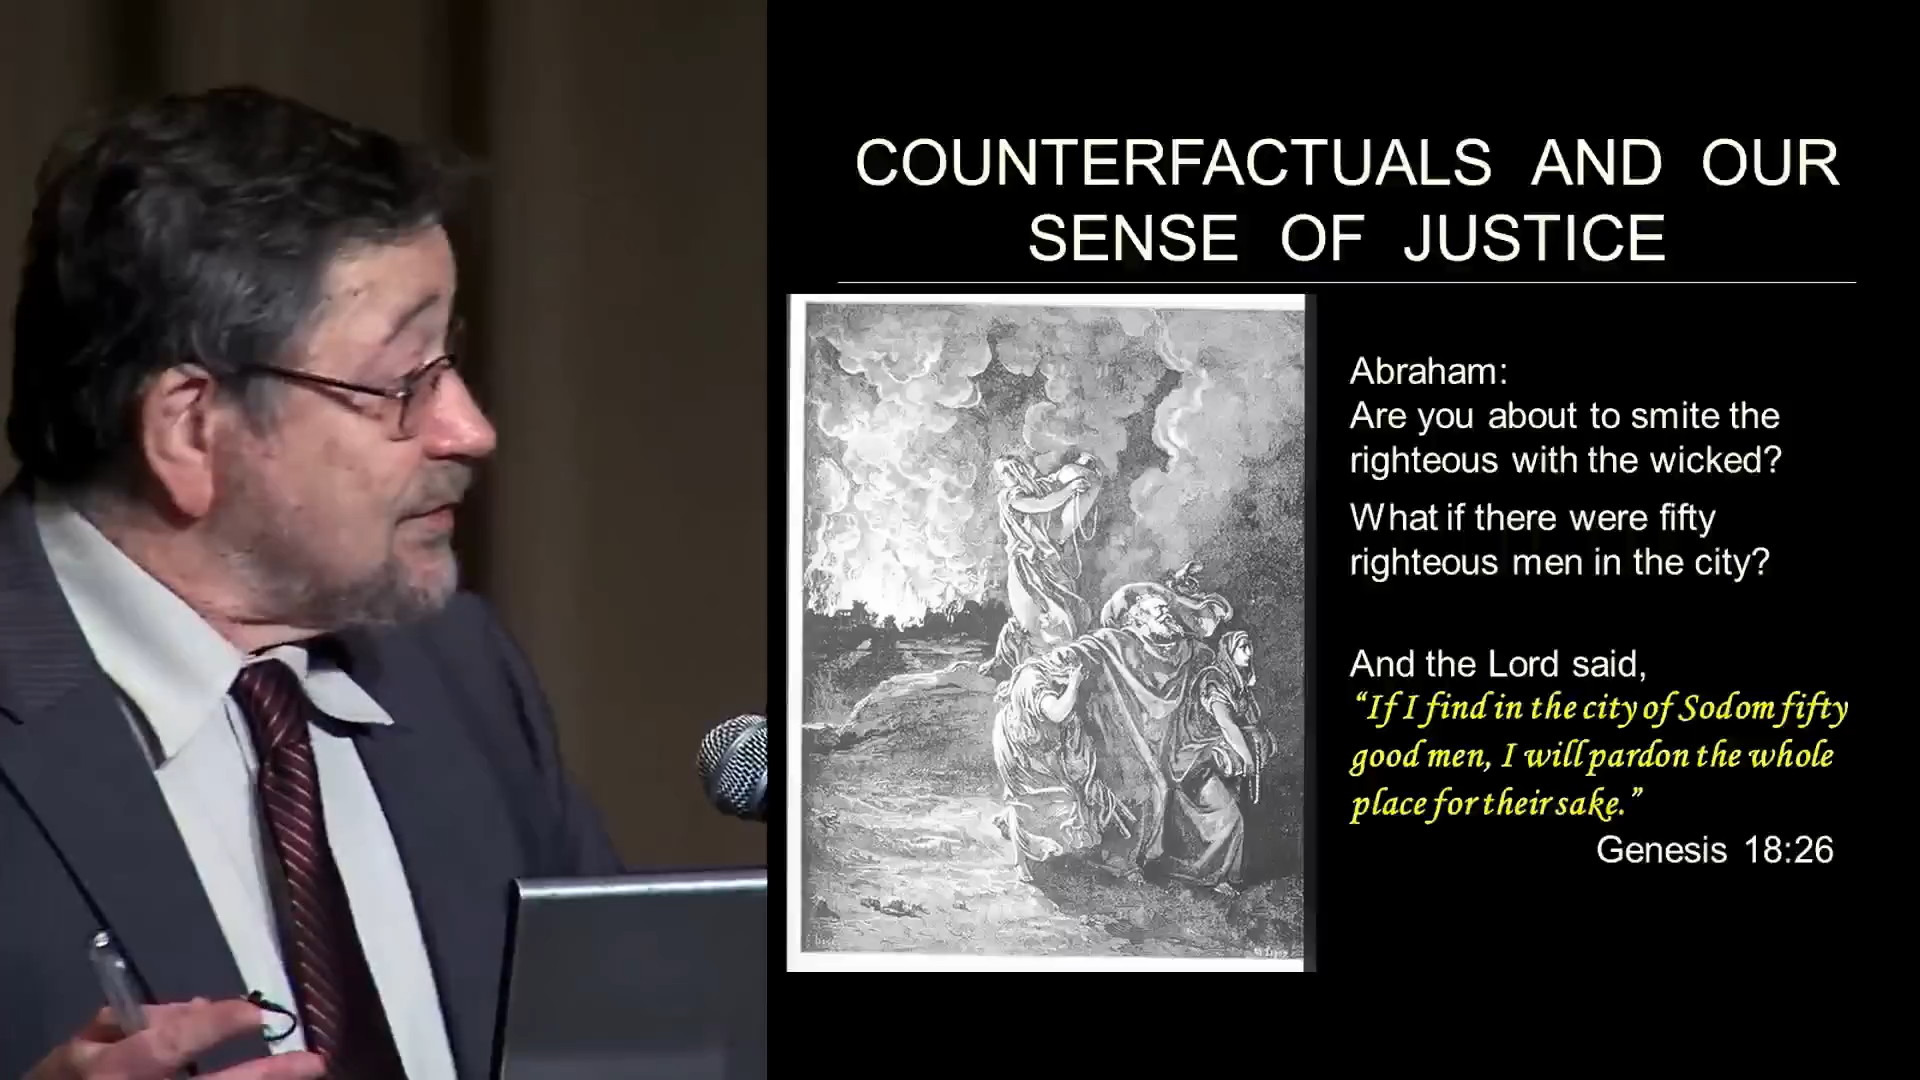 COUNTERFACTUALS AND OUR
SENSE OF JUSTICE
Abraham:
Are you about to smite the
righteous with the wicked?
What if there were fifty
righteous men in the city?
And the Lord said,
“If I find in the city of Sodom fifty
good men, I will pardon the whole
place for their sake.”
Genesis 18:26